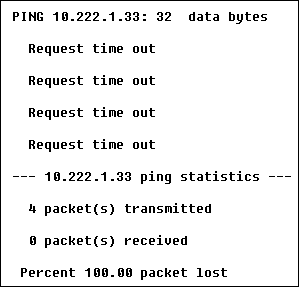 PING 10.222.1.33: 32  data bytes
Request time out
Request time out
Request time out
Request time out
--- 10.222.1.33 ping statistics ---
4 packet(s) transmitted
0 packet(s) received
Percent 100.00 packet lost